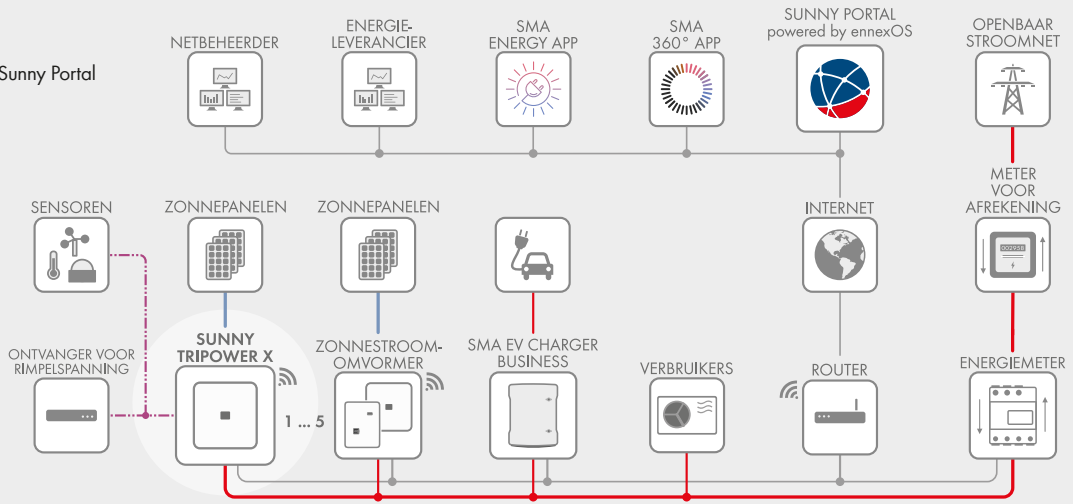 NETBEHEERDER
ENERGIE-
LEVERANCIER
SMA
ENERGY APP
SMA
360° APP
SUNNY PORTAL
powered by ennexOS
OPENBAAR
STROOMNET
Sunny Portal
METER
VOOR
AFREKENING
SENSOREN
ZONNEPANELEN
ZONNEPANELEN
INTERNET
003958
ONTVANGER VOOR
RIMPELSPANNING
SUNNY
TRIPOWER X
1 ... 5
ZONNESTROOM-
OMVORMER
SMA EV CHARGER
BUSINESS
VERBRUIKERS
ROUTER
ENERGIEMETER